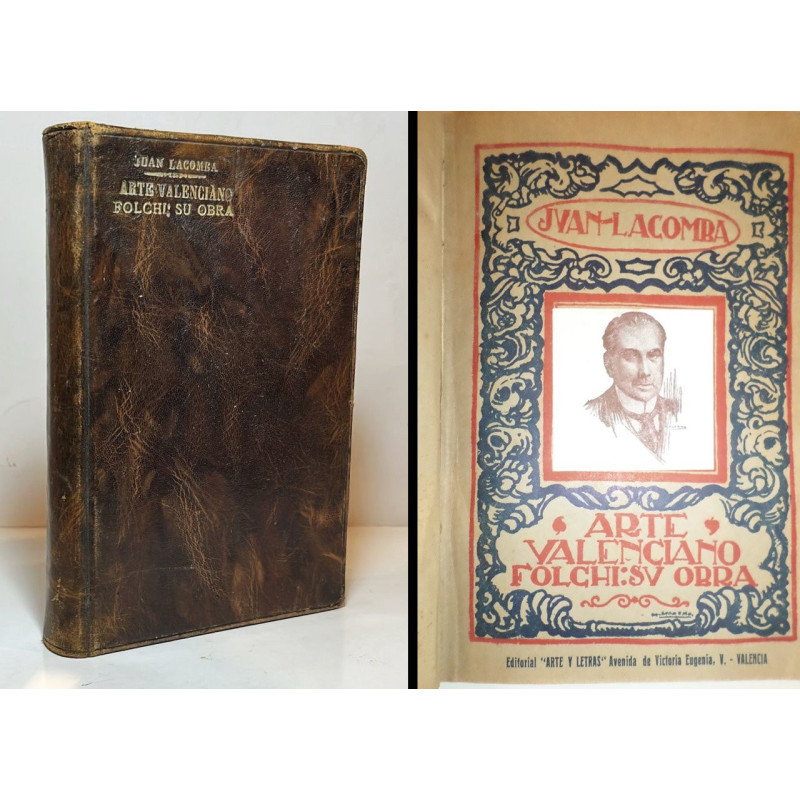 JUAN LACOMBA
ARTE VALENCIANO
FOLCHI: SU OBRA
JVAN-LACOMBA
ARTE
VALENCIANO
FOLCHI: SV OBRA
Editorial "ARTE Y LETRAS" Avenida de Victoria Eugenia, V. - VALENCIA